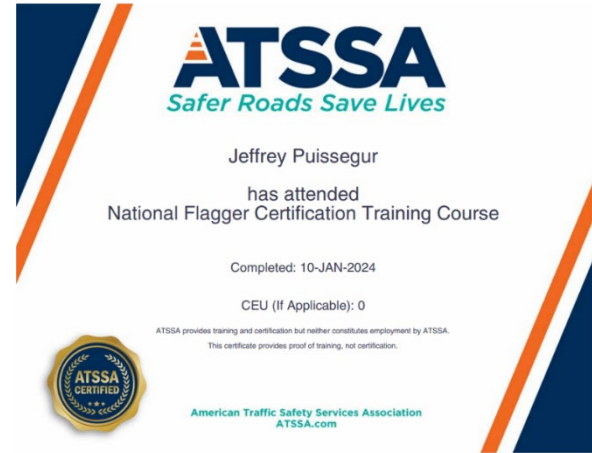 ATSSA
Safer Roads Save Lives
Jeffrey Puissegur
has attended
National Flagger Certification Training Course
Completed: 10-JAN-2024
CEU (If Applicable): 0
ATSSA provides training and certification but neither constitutes employment by ATSSA.
This certificate provides proof of training, not certification.
ATSSA
CERTIFIED
American Traffic Safety Services Association
ATSSA.com